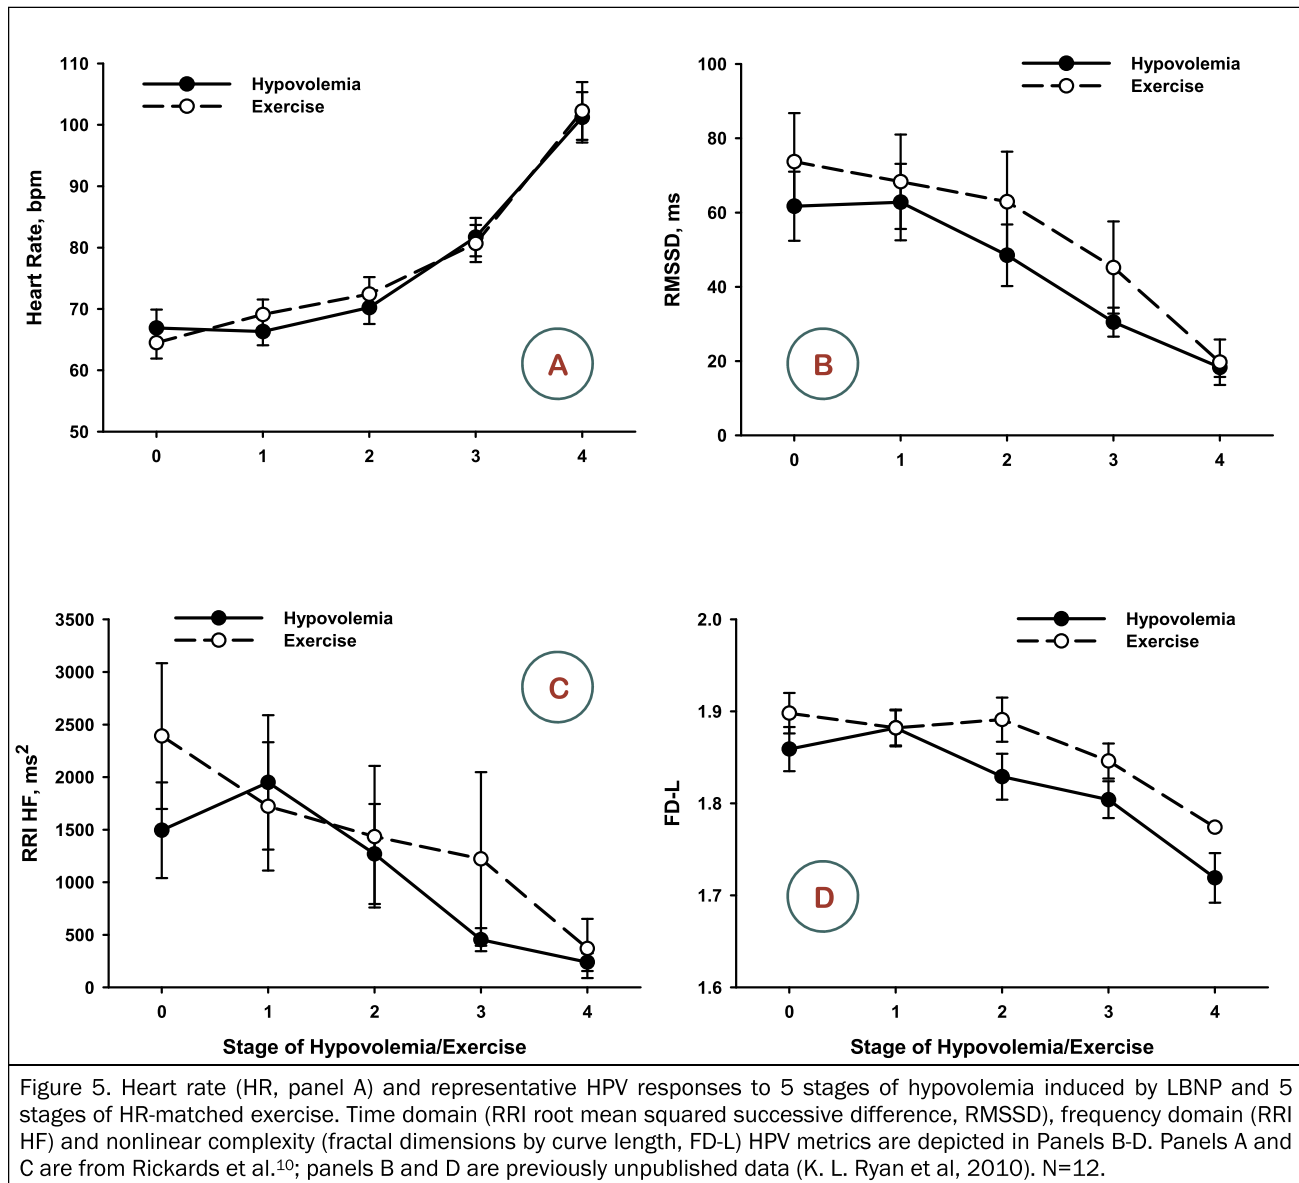 110
100
90
80
70
60
50
Heart Rate, bpm
Hypovolemia
Exercise
A
0 1 2 3 4
100
80
60
40
20
0
RMSSD, ms
Hypovolemia
Exercise
B
0 1 2 3 4
3500
3000
2500
2000
1500
1000
500
0
RRI HF, ms²
Hypovolemia
Exercise
C
0 1 2 3 4
Stage of Hypovolemia/Exercise
2.0
1.9
1.8
1.7
1.6
FD-L
Hypovolemia
Exercise
D
0 1 2 3 4
Stage of Hypovolemia/Exercise
Figure 5. Heart rate (HR, panel A) and representative HPV responses to 5 stages of hypovolemia induced by LBNP and 5
stages of HR-matched exercise. Time domain (RRI root mean squared successive difference, RMSSD), frequency domain (RRI
HF) and nonlinear complexity (fractal dimensions by curve length, FD-L) HPV metrics are depicted in Panels B-D. Panels A and
C are from Rickards et al.¹⁰; panels B and D are previously unpublished data (K. L. Ryan et al, 2010). N=12.